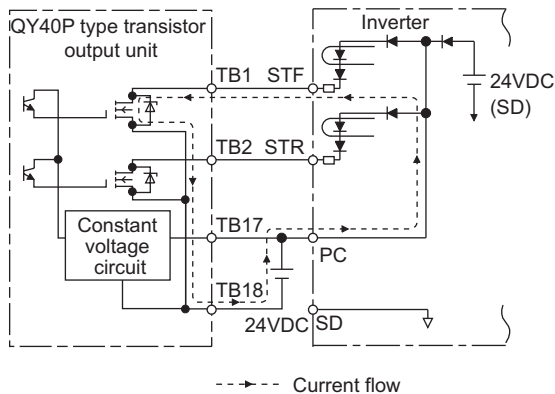 QY40P type transistor
output unit
Inverter
TB1 STF
24VDC
(SD)
TB2 STR
TB17
Constant
voltage
circuit
PC
TB18
24VDC SD
Current flow